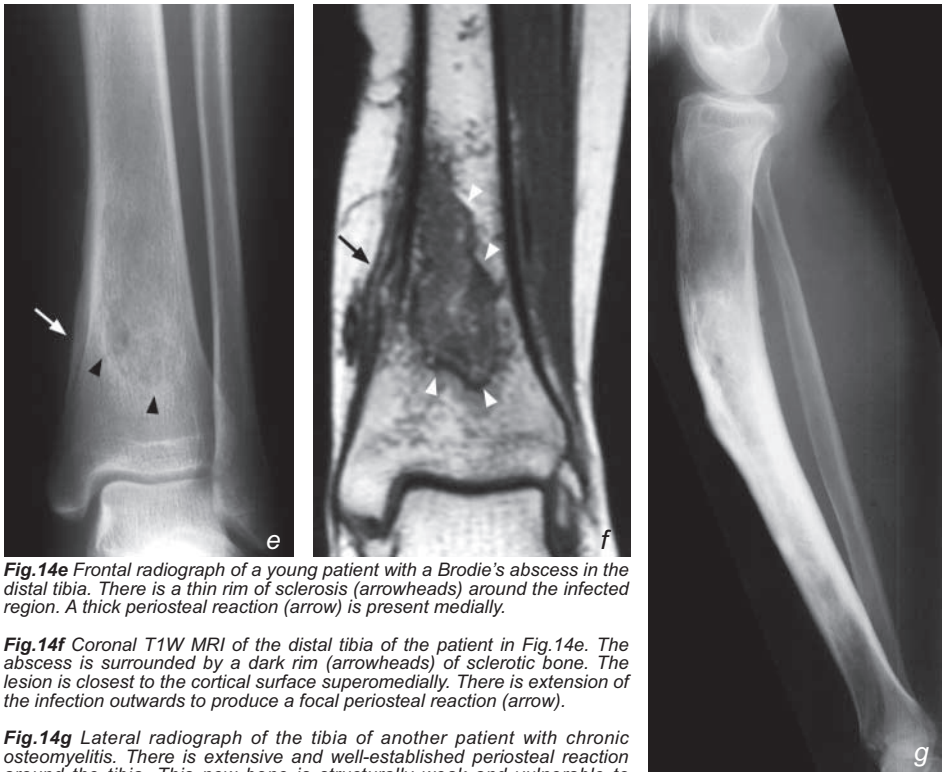 e
f
g
Fig.14e Frontal radiograph of a young patient with a Brodie's abscess in the
distal tibia. There is a thin rim of sclerosis (arrowheads) around the infected
region. A thick periosteal reaction (arrow) is present medially.
Fig.14f Coronal T1W MRI of the distal tibia of the patient in Fig.14e. The
abscess is surrounded by a dark rim (arrowheads) of sclerotic bone. The
lesion is closest to the cortical surface superomedially. There is extension of
the infection outwards to produce a focal periosteal reaction (arrow).
Fig.14g Lateral radiograph of the tibia of another patient with chronic
osteomyelitis. There is extensive and well-established periosteal reaction
around the tibia. This new bone is structurally weak and vulnerable to